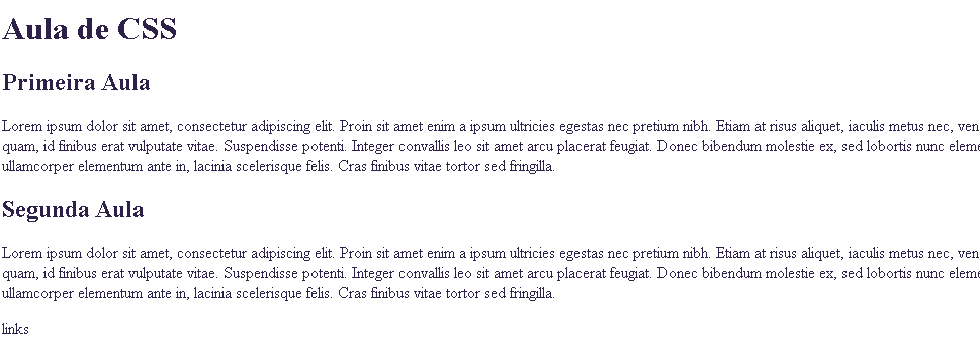 Aula de CSS
Primeira Aula
Lorem ipsum dolor sit amet, consectetur adipiscing elit. Proin sit amet enim a ipsum ultricies egestas nec pretium nibh. Etiam at risus aliquet, iaculis metus nec, ven
quam, id finibus erat vulputate vitae. Suspendisse potenti. Integer convallis leo sit amet arcu placerat feugiat. Donec bibendum molestie ex, sed lobortis nunc eleme
ullamcorper elementum ante in, lacinia scelerisque felis. Cras finibus vitae tortor sed fringilla.
Segunda Aula
Lorem ipsum dolor sit amet, consectetur adipiscing elit. Proin sit amet enim a ipsum ultricies egestas nec pretium nibh. Etiam at risus aliquet, iaculis metus nec, ven
quam, id finibus erat vulputate vitae. Suspendisse potenti. Integer convallis leo sit amet arcu placerat feugiat. Donec bibendum molestie ex, sed lobortis nunc eleme
ullamcorper elementum ante in, lacinia scelerisque felis. Cras finibus vitae tortor sed fringilla.
links